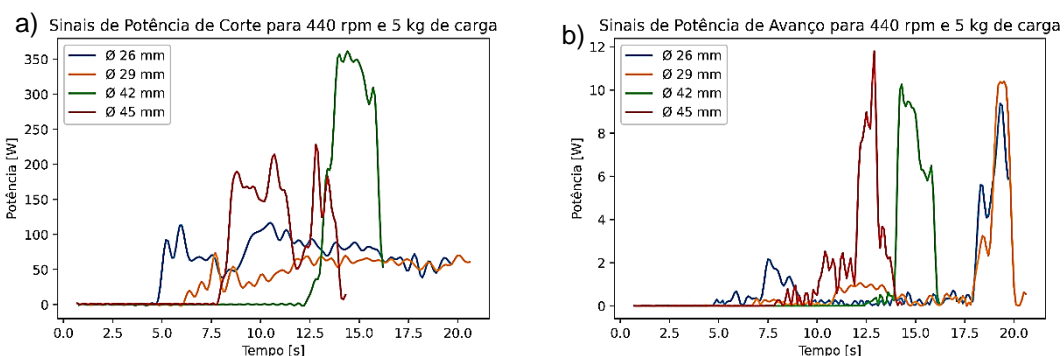 a)
Sinais de Potência de Corte para 440 rpm e 5 kg de carga
Potência [W]
350
300
250
200
150
100
50
0
Ø 26 mm
Ø 29 mm
Ø 42 mm
Ø 45 mm
0.0 2.5 5.0 7.5 10.0 12.5 15.0 17.5 20.0
Tempo [s]
b)
Sinais de Potência de Avanço para 440 rpm e 5 kg de carga
Potência [W]
12
10
8
6
4
2
0
Ø 26 mm
Ø 29 mm
Ø 42 mm
Ø 45 mm
0.0 2.5 5.0 7.5 10.0 12.5 15.0 17.5 20.0
Tempo [s]